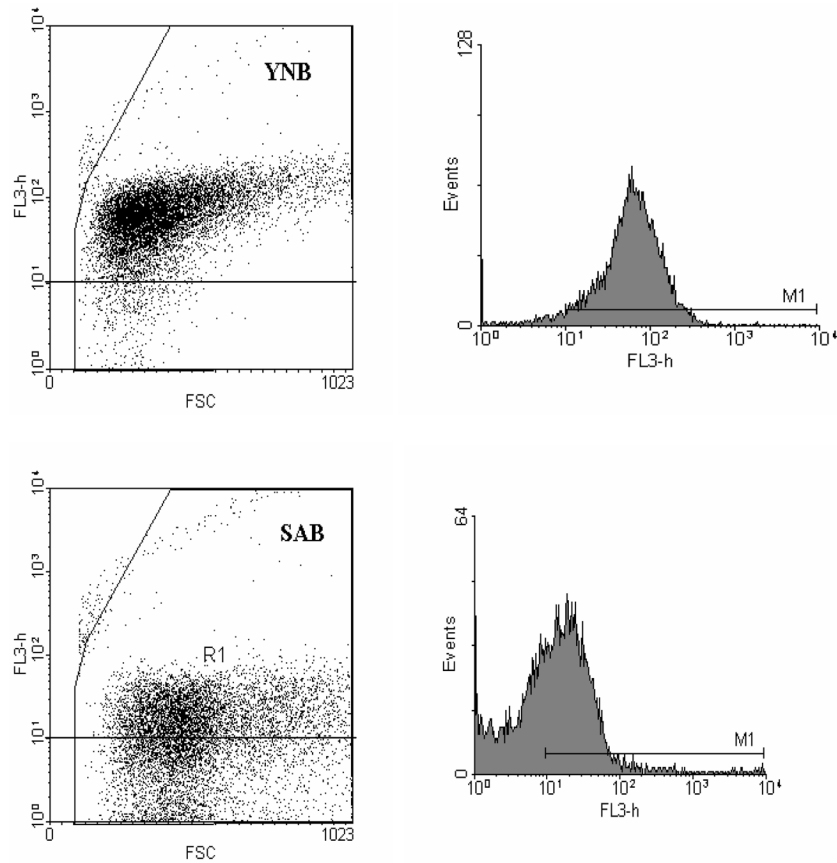 10⁴
10³
10²
10¹
10⁰
FL3-h
YNB
0
1023
FSC
128
Events
0
M1
10⁰
10¹
10²
10³
10⁴
FL3-h
10⁴
10³
10²
10¹
10⁰
FL3-h
SAB
R1
0
1023
FSC
64
Events
0
M1
10⁰
10¹
10²
10³
10⁴
FL3-h